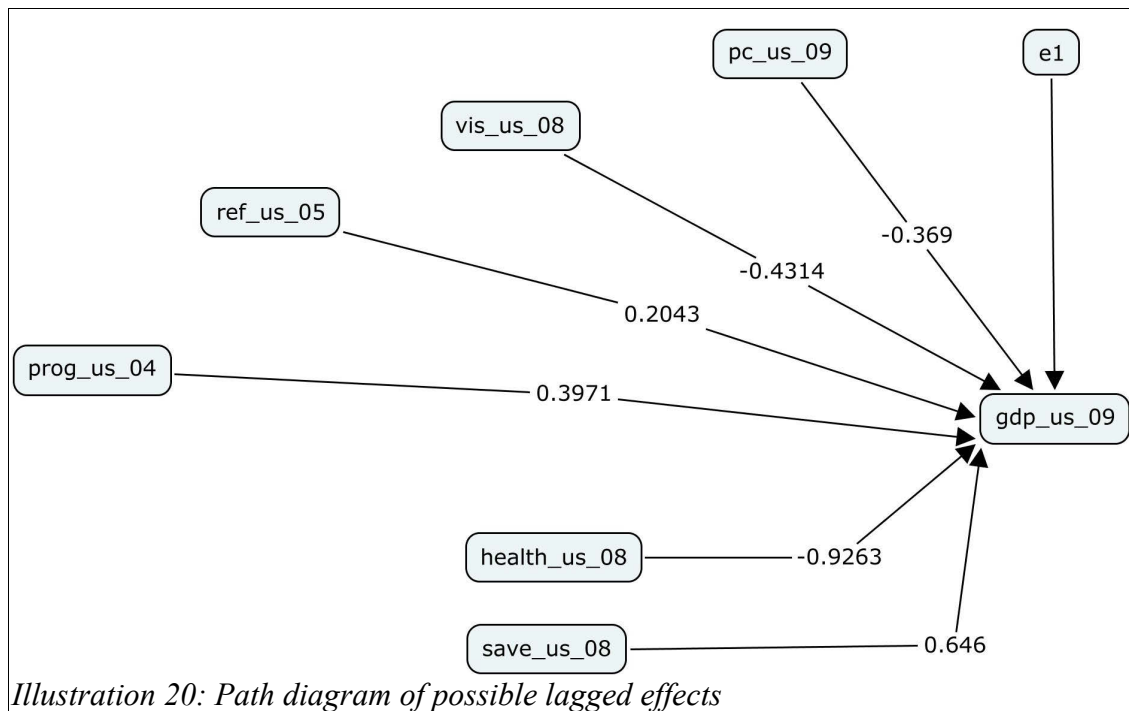 pc_us_09
e1
vis_us_08
ref_us_05
-0.369
-0.4314
0.2043
prog_us_04
0.3971
gdp_us_09
health_us_08
-0.9263
save_us_08
0.646
Illustration 20: Path diagram of possible lagged effects